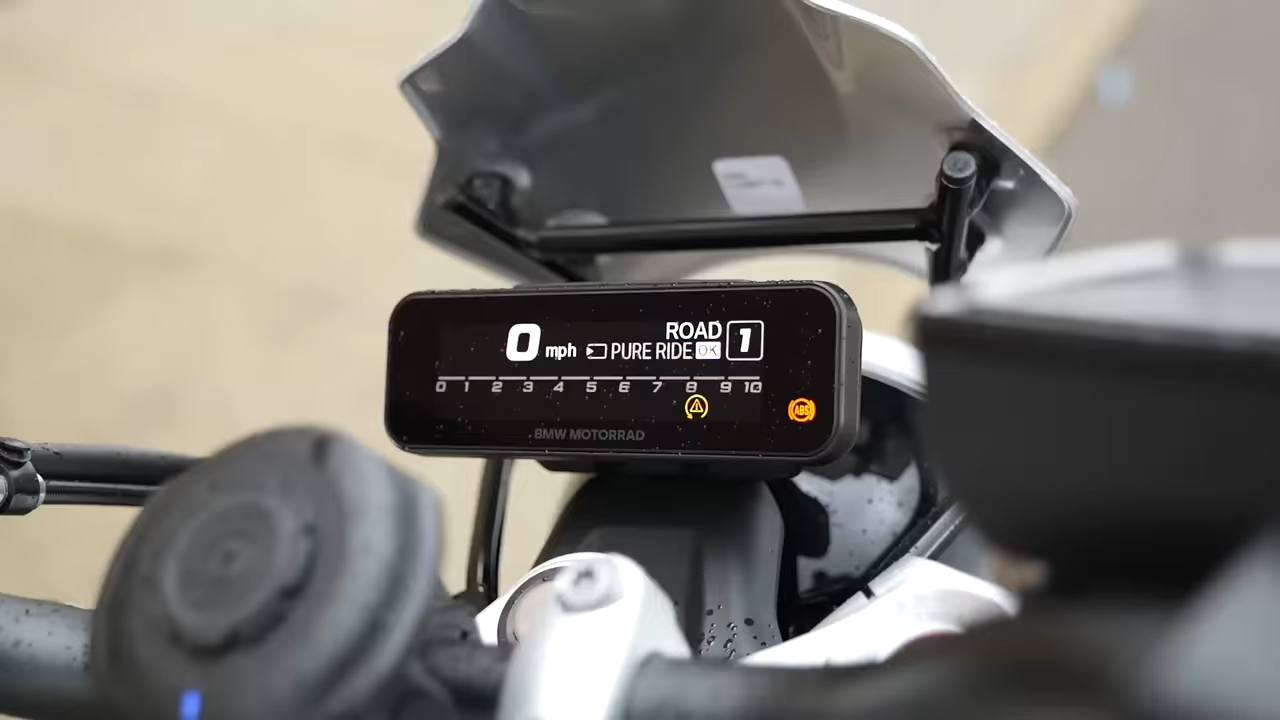 ROAD
0 mph PURE RIDE OK 1
0 1 2 3 4 5 6 7 8 9 10
ABS
BMW MOTORRAD